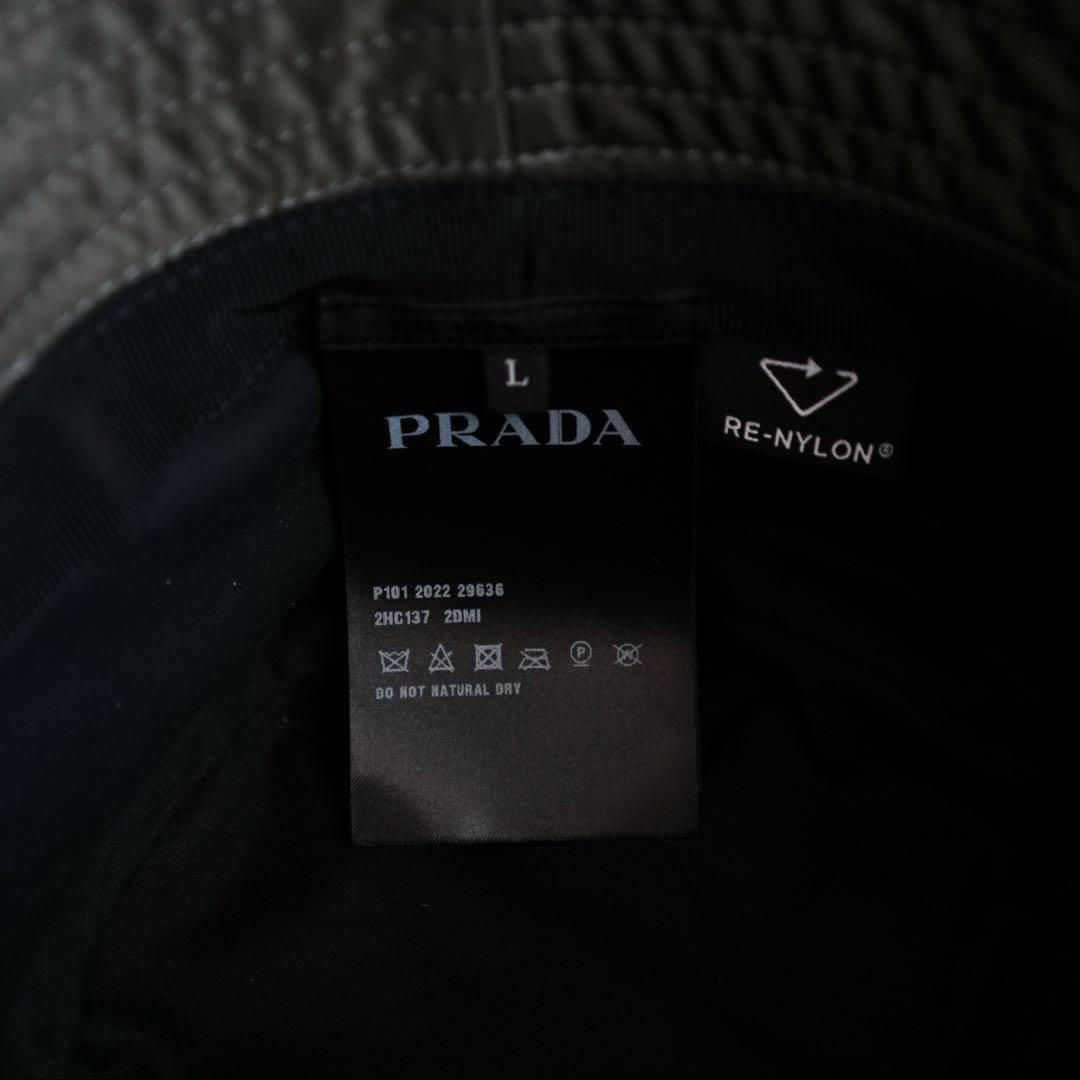 L
PRADA
RE-NYLON®
P101 2022 29636
2HC137 2DMI
P W
DO NOT NATURAL DRY